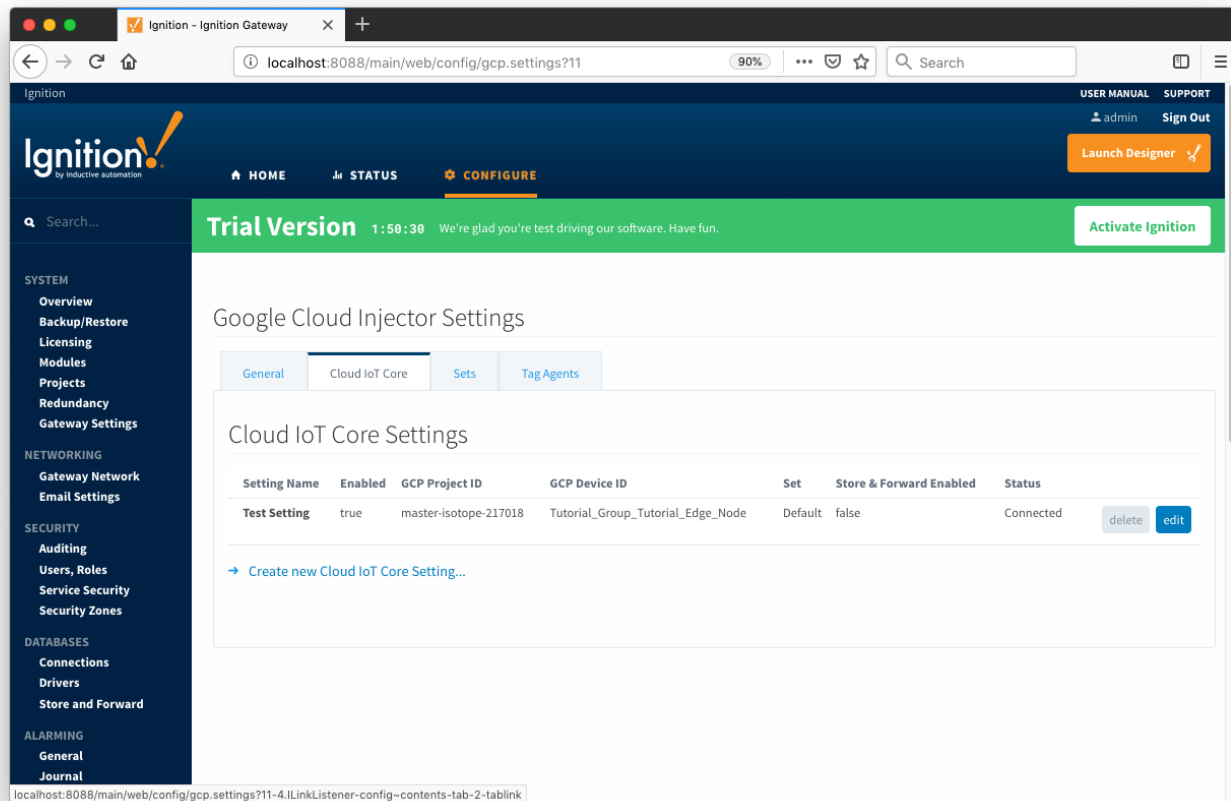 Ignition - Ignition Gateway
localhost:8088/main/web/config/gcp.settings?11 90% Search
Ignition USER MANUAL SUPPORT
admin Sign Out
Ignition!
by inductive automation
Launch Designer
HOME STATUS CONFIGURE
Search...
Trial Version 1:50:30 We're glad you're test driving our software. Have fun. Activate Ignition
SYSTEM
Overview
Backup/Restore
Licensing
Modules
Projects
Redundancy
Gateway Settings
NETWORKING
Gateway Network
Email Settings
SECURITY
Auditing
Users, Roles
Service Security
Security Zones
DATABASES
Connections
Drivers
Store and Forward
ALARMING
General
Journal
Google Cloud Injector Settings
General Cloud IoT Core Sets Tag Agents
Cloud IoT Core Settings
Setting Name Enabled GCP Project ID GCP Device ID Set Store & Forward Enabled Status
Test Setting true master-isotope-217018 Tutorial_Group_Tutorial_Edge_Node Default false Connected delete edit
→ Create new Cloud IoT Core Setting...
localhost:8088/main/web/config/gcp.settings?11-4.ILinkListener-config~contents-tab-2-tablink